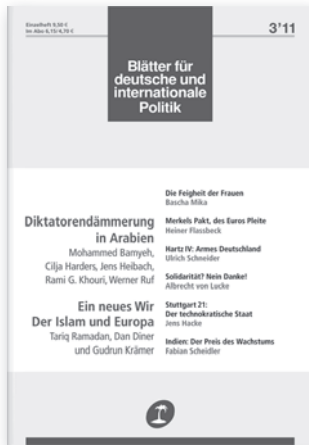 Einzelheft 9,50 €
Im Abo 6,15/4,70 €
3'11
Blätter für
deutsche und
internationale
Politik
Diktatorendämmerung
in Arabien
Mohammed Bamyeh,
Cilja Harders, Jens Heibach,
Rami G. Khouri, Werner Ruf
Ein neues Wir
Der Islam und Europa
Tariq Ramadan, Dan Diner
und Gudrun Krämer
Die Feigheit der Frauen
Bascha Mika
Merkels Pakt, des Euros Pleite
Heiner Flassbeck
Hartz IV: Armes Deutschland
Ulrich Schneider
Solidarität? Nein Danke!
Albrecht von Lucke
Stuttgart 21:
Der technokratische Staat
Jens Hacke
Indien: Der Preis des Wachstums
Fabian Scheidler